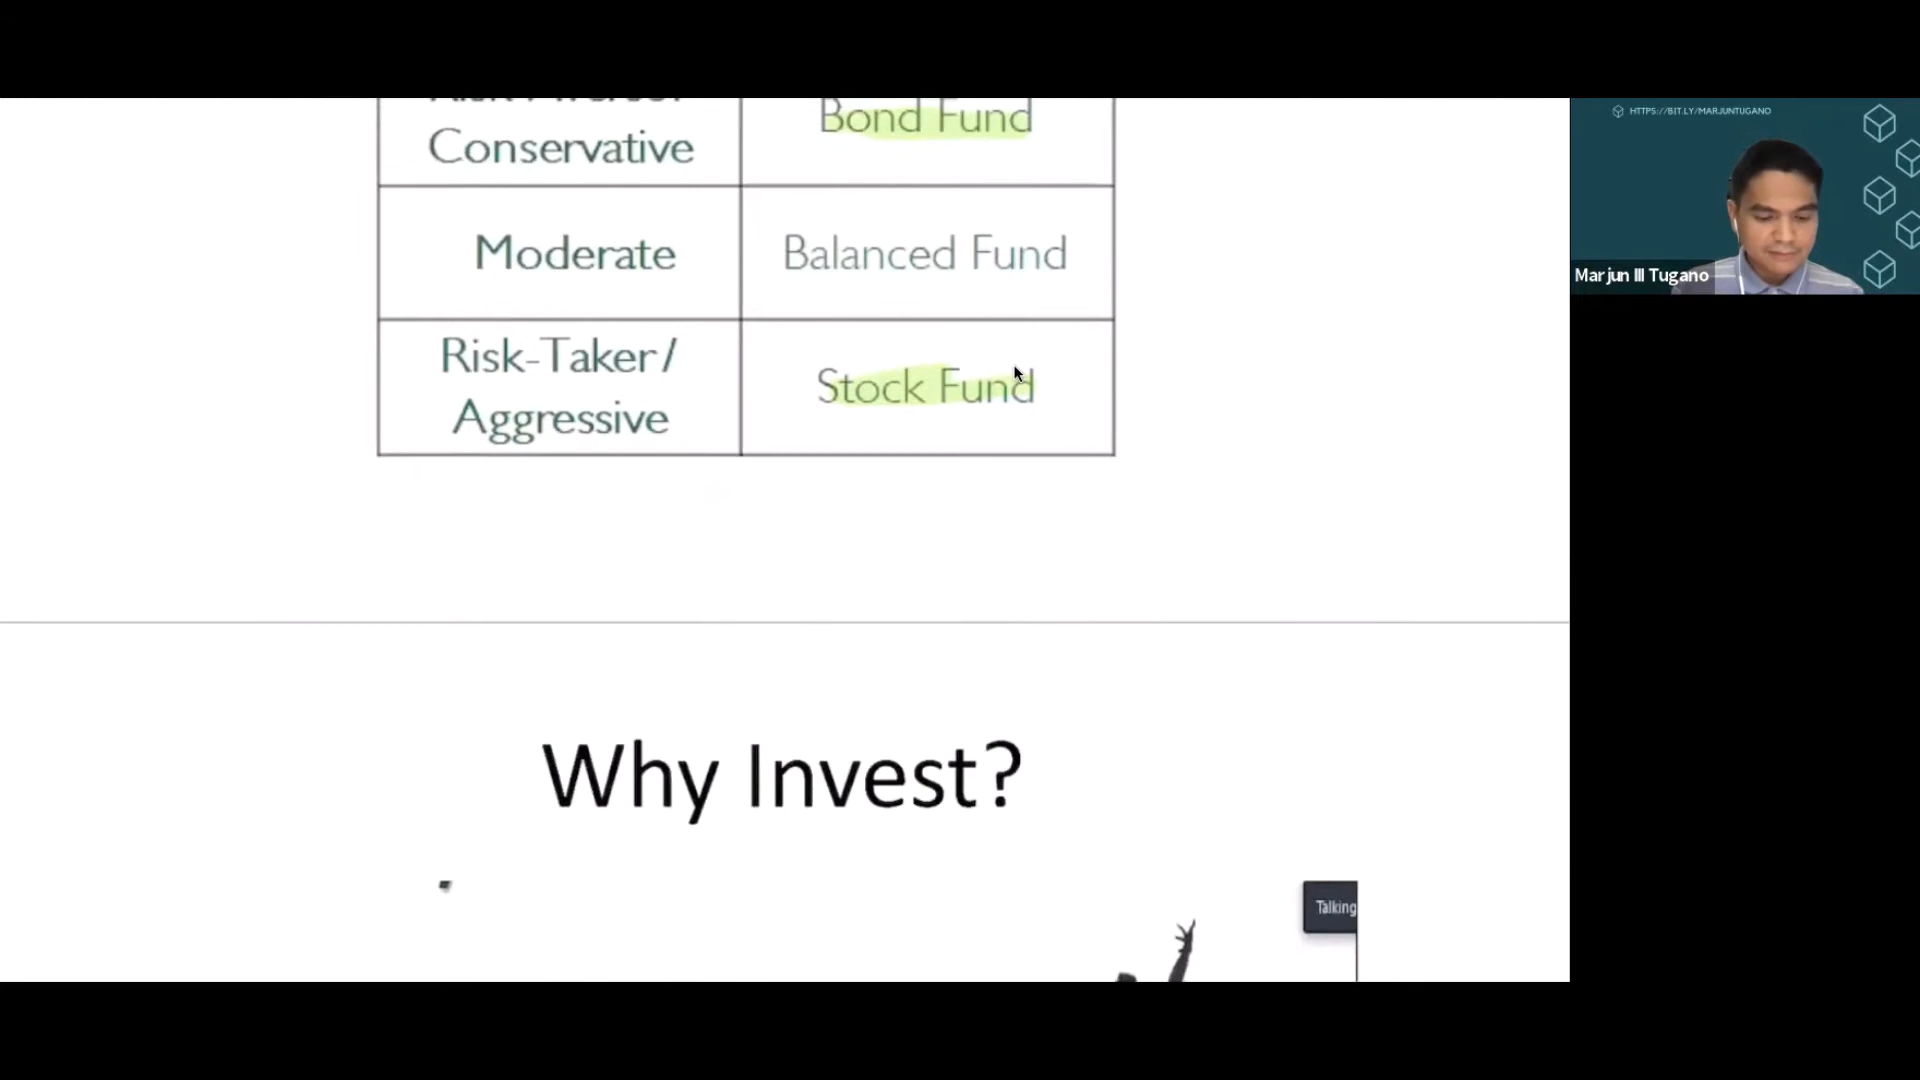 Bond Fund
Conservative
Moderate
Balanced Fund
Risk-Taker/
Aggressive
Stock Fund
Why Invest?
Talking
HTTPS://BIT.LY/MARJUNTUGANO
Marjun III Tugano